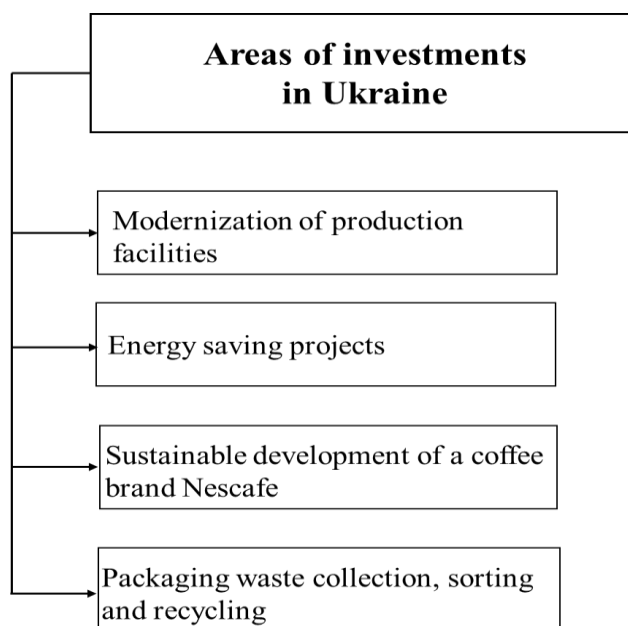 Areas of investments
in Ukraine
Modernization of production
facilities
Energy saving projects
Sustainable development of a coffee
brand Nescafe
Packaging waste collection, sorting
and recycling